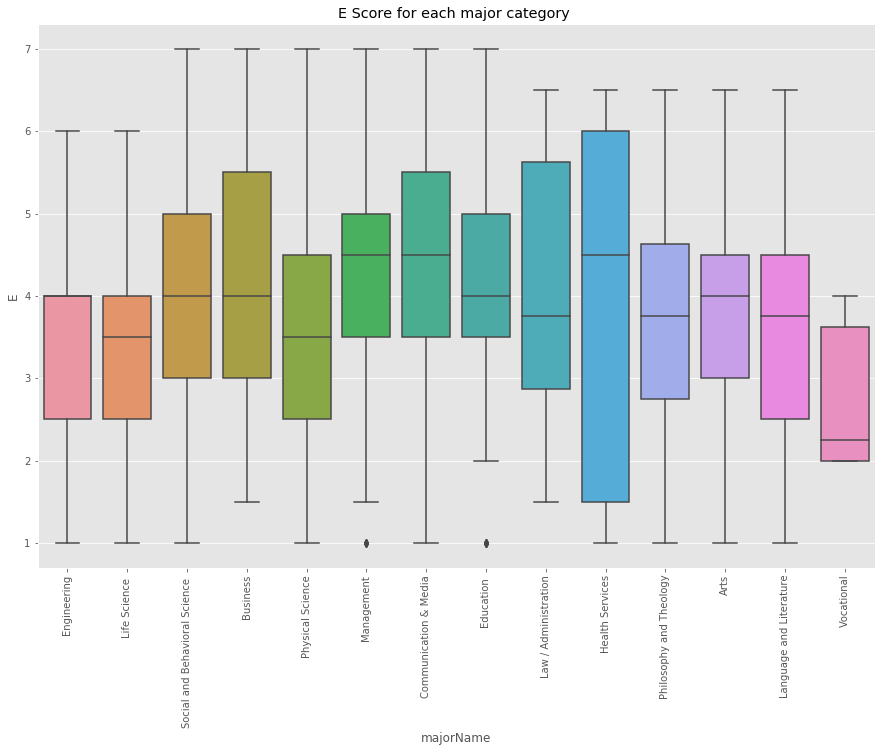 E Score for each major category
7
6
5
4
3
2
1
E
Engineering
Life Science
Social and Behavioral Science
Business
Physical Science
Management
Communication & Media
Education
Law / Administration
Health Services
Philosophy and Theology
Arts
Language and Literature
Vocational
majorName